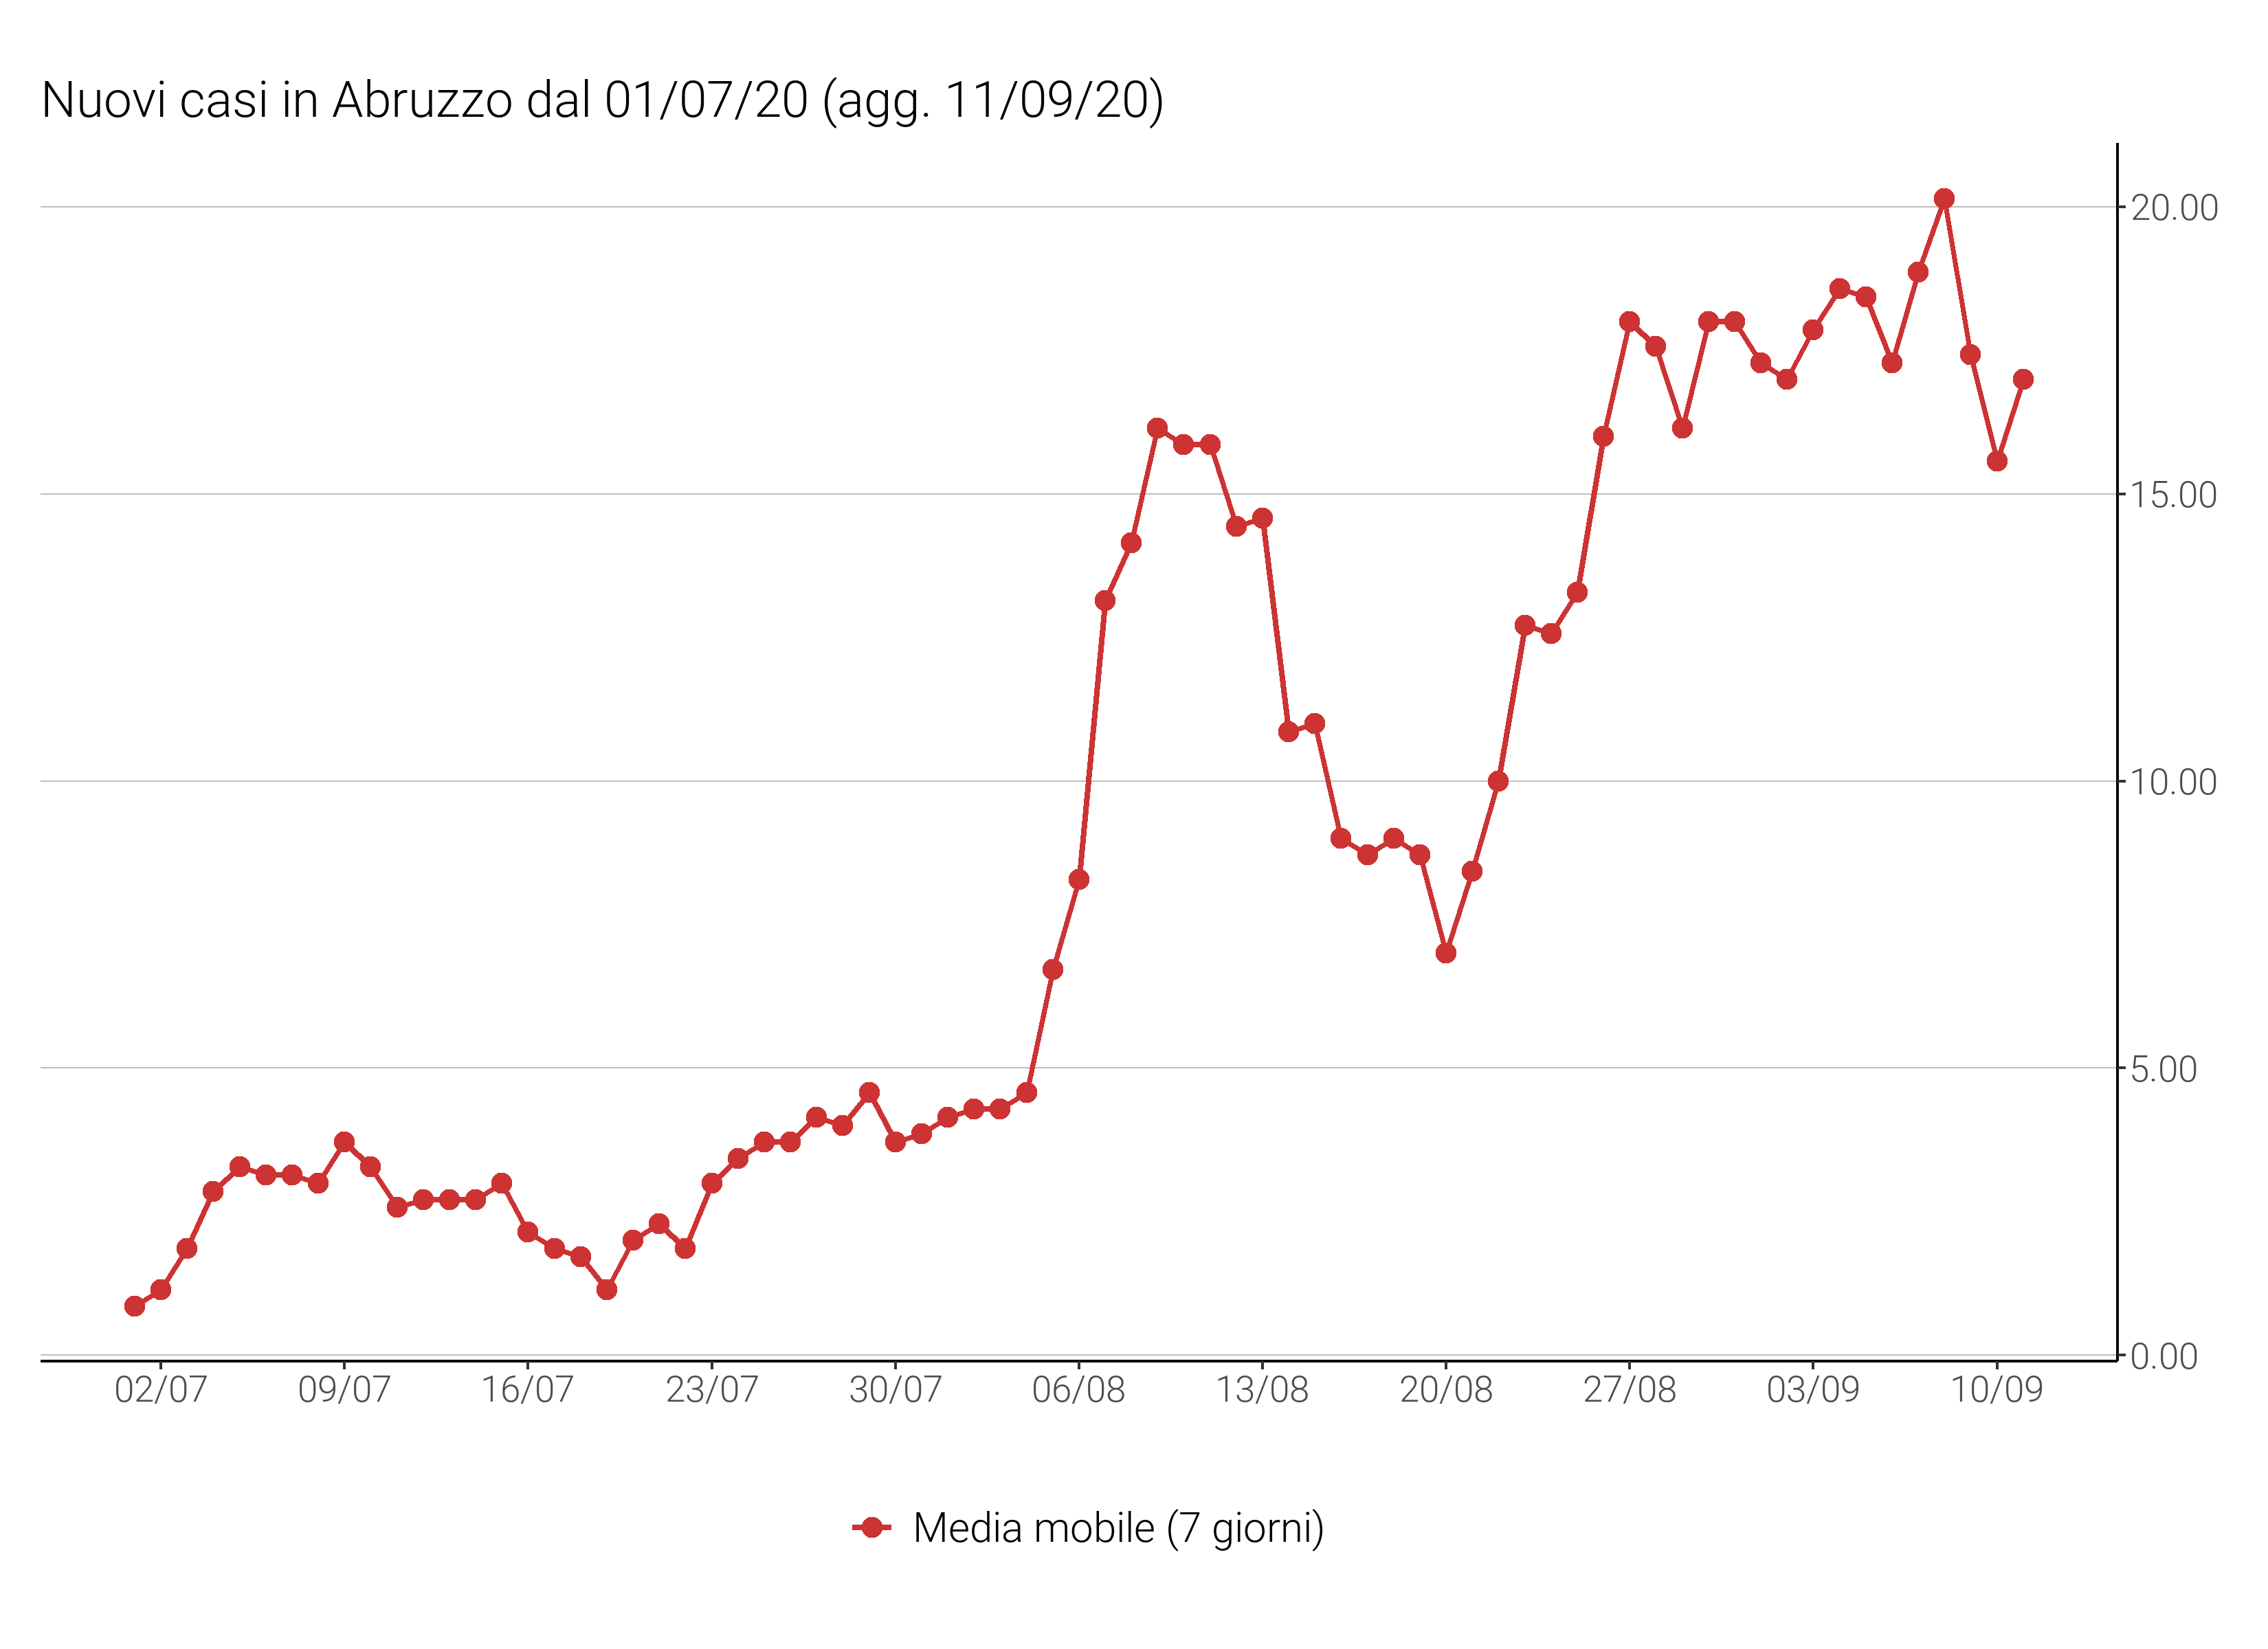 Nuovi casi in Abruzzo dal 01/07/20 (agg. 11/09/20)
20.00
15.00
10.00
5.00
0.00
02/07 09/07 16/07 23/07 30/07 06/08 13/08 20/08 27/08 03/09 10/09
Media mobile (7 giorni)